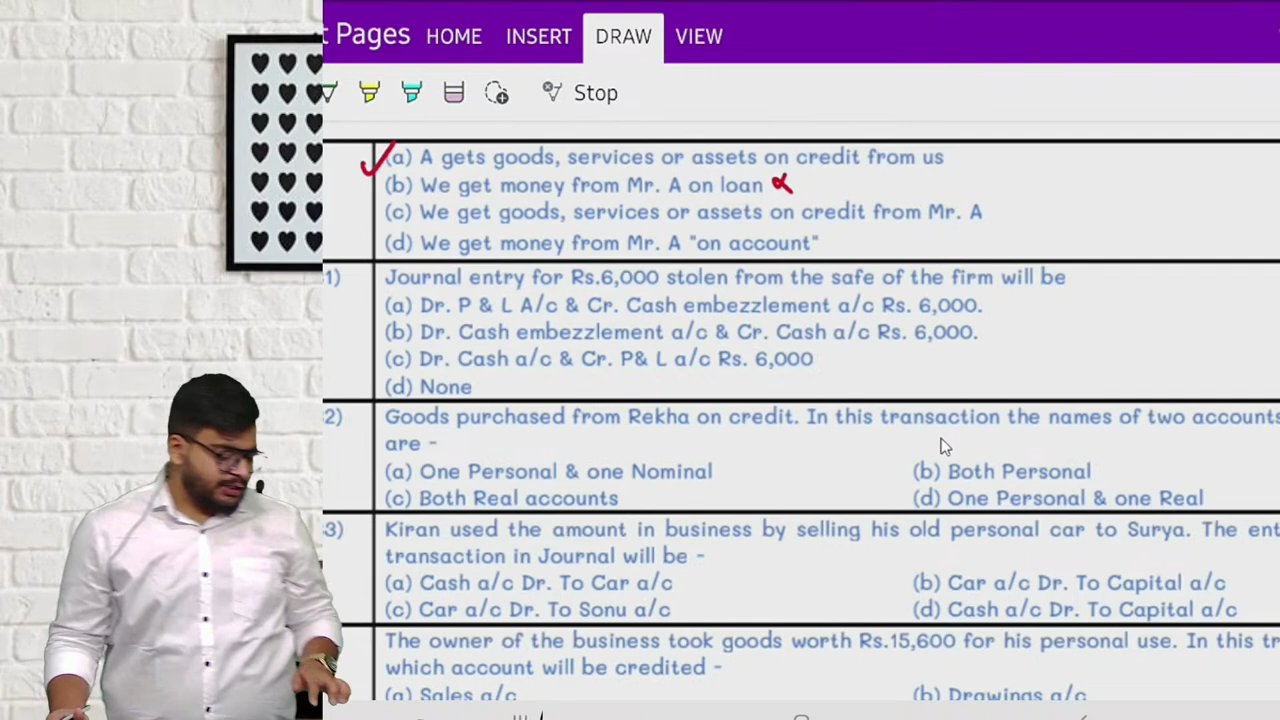 t Pages HOME INSERT DRAW VIEW
Stop
(a) A gets goods, services or assets on credit from us
(b) We get money from Mr. A on loan
(c) We get goods, services or assets on credit from Mr. A
(d) We get money from Mr. A "on account"
1) Journal entry for Rs.6,000 stolen from the safe of the firm will be
(a) Dr. P & L A/c & Cr. Cash embezzlement a/c Rs. 6,000.
(b) Dr. Cash embezzlement a/c & Cr. Cash a/c Rs. 6,000.
(c) Dr. Cash a/c & Cr. P& L a/c Rs. 6,000
(d) None
2) Goods purchased from Rekha on credit. In this transaction the names of two accounts
are -
(a) One Personal & one Nominal (b) Both Personal
(c) Both Real accounts (d) One Personal & one Real
3) Kiran used the amount in business by selling his old personal car to Surya. The ent
transaction in Journal will be -
(a) Cash a/c Dr. To Car a/c (b) Car a/c Dr. To Capital a/c
(c) Car a/c Dr. To Sonu a/c (d) Cash a/c Dr. To Capital a/c
The owner of the business took goods worth Rs.15,600 for his personal use. In this tr
which account will be credited -
(a) Sales a/c (b) Drawings a/c